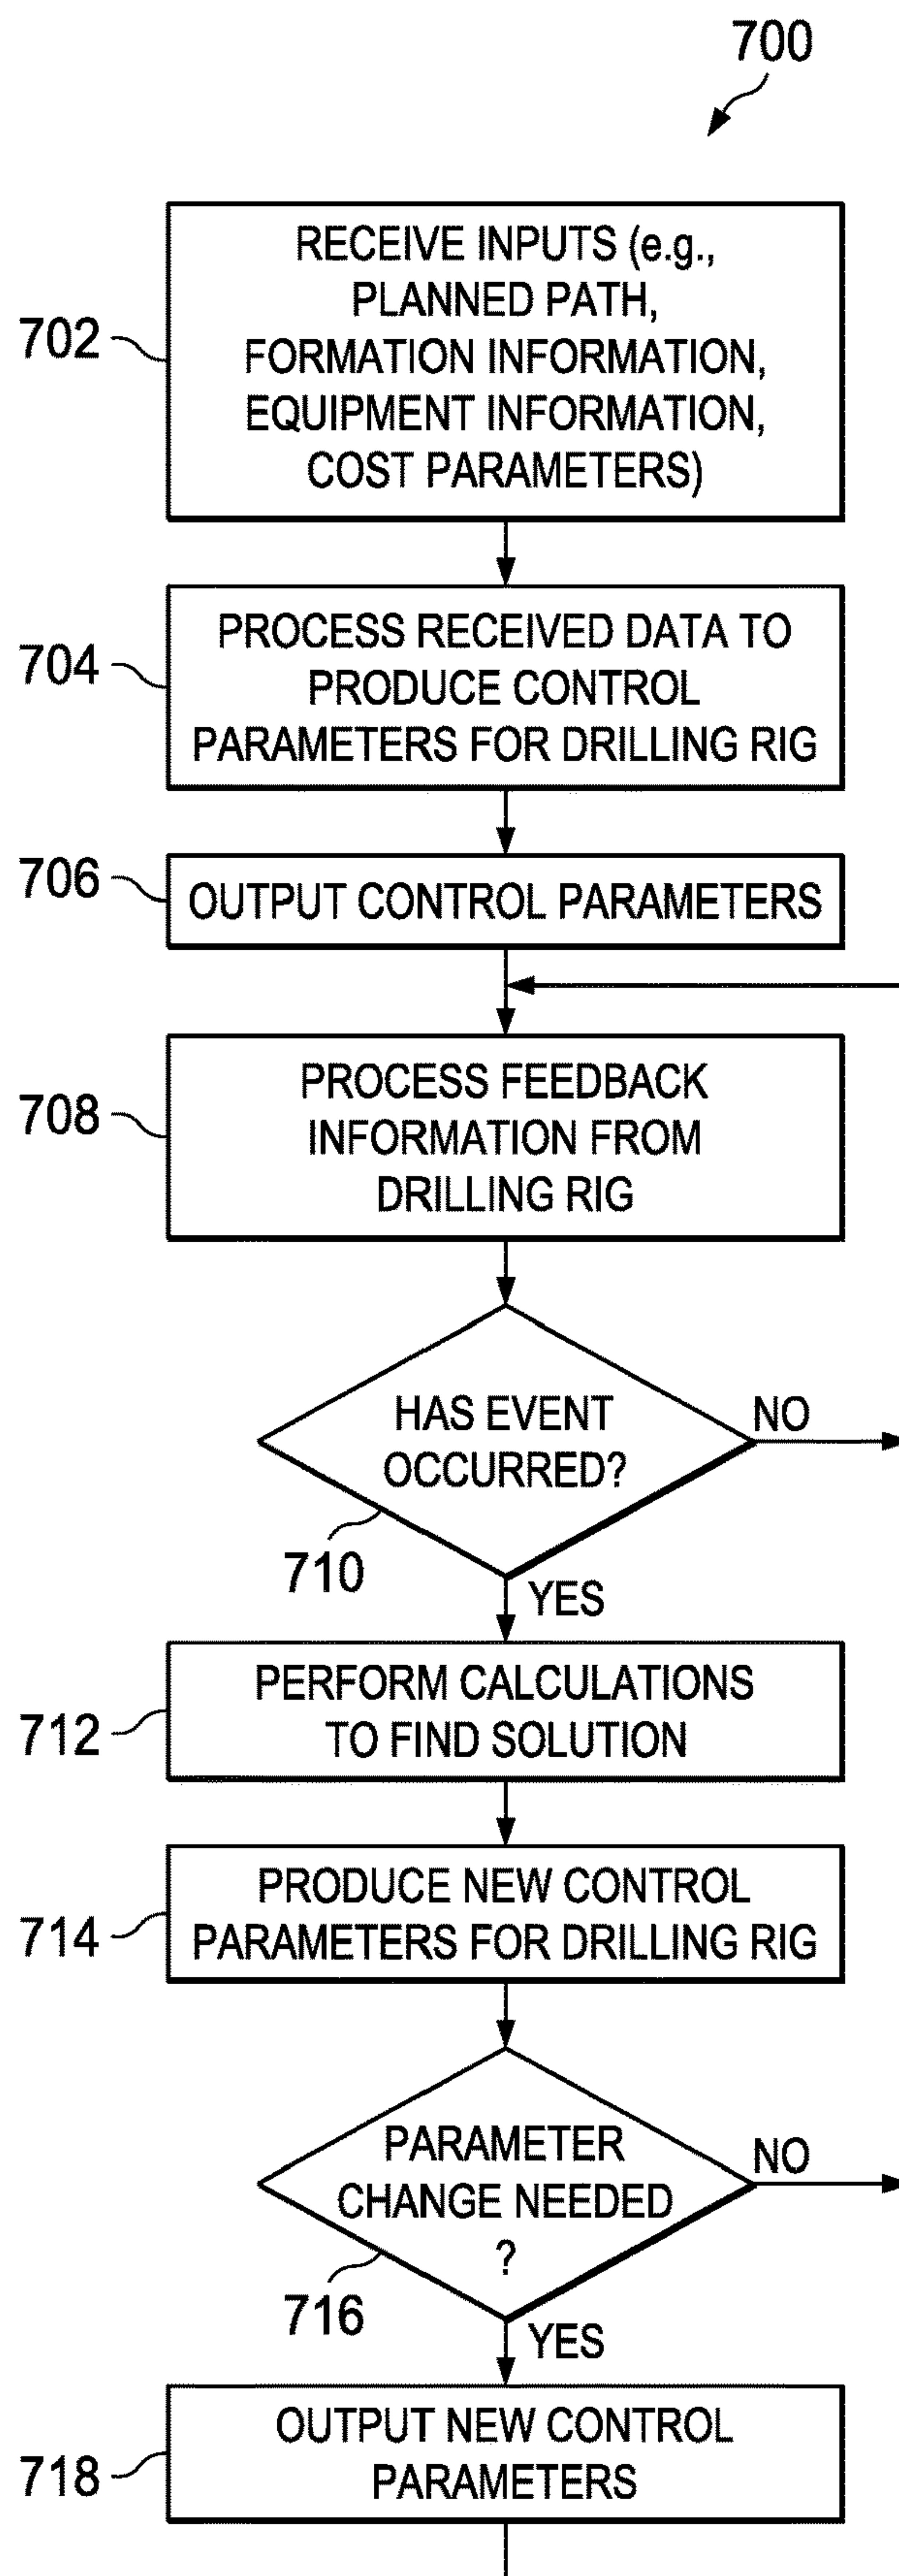 700
702
RECEIVE INPUTS (e.g.,
PLANNED PATH,
FORMATION INFORMATION,
EQUIPMENT INFORMATION,
COST PARAMETERS)
704
PROCESS RECEIVED DATA TO
PRODUCE CONTROL
PARAMETERS FOR DRILLING RIG
706
OUTPUT CONTROL PARAMETERS
708
PROCESS FEEDBACK
INFORMATION FROM
DRILLING RIG
HAS EVENT
OCCURRED?
NO
710
YES
712
PERFORM CALCULATIONS
TO FIND SOLUTION
714
PRODUCE NEW CONTROL
PARAMETERS FOR DRILLING RIG
PARAMETER
CHANGE NEEDED
?
NO
716
YES
718
OUTPUT NEW CONTROL
PARAMETERS